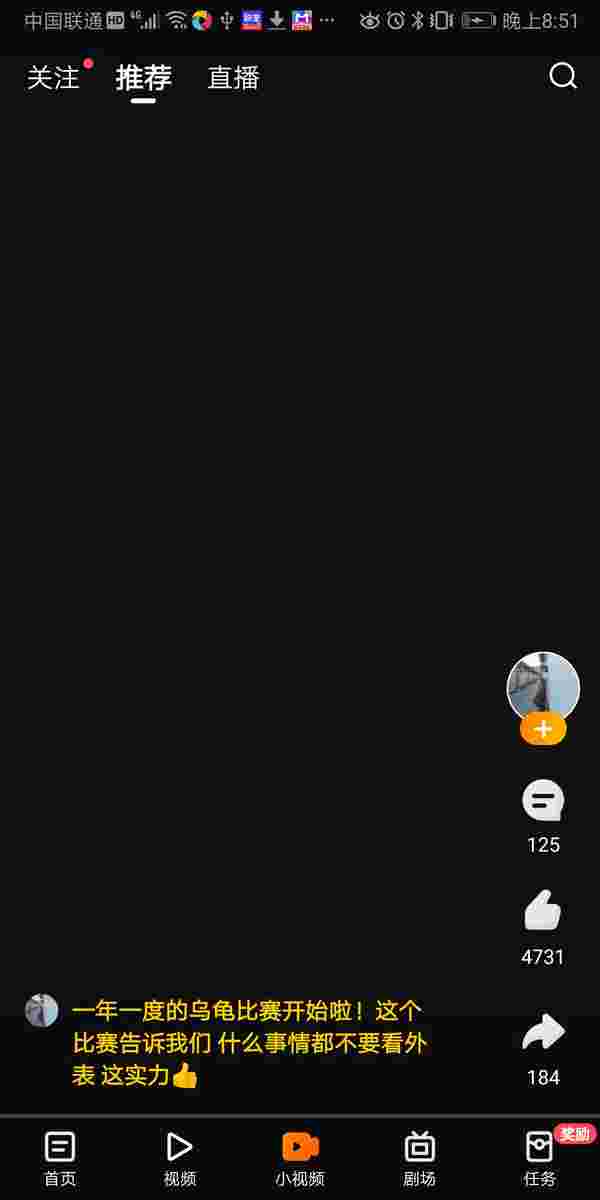 中国联通 HD 4G 晚上8:51
关注 推荐 直播
125
4731
一年一度的乌龟比赛开始啦！这个
比赛告诉我们 什么事情都不要看外
表 这实力👍
184
奖励
首页 视频 小视频 剧场 任务